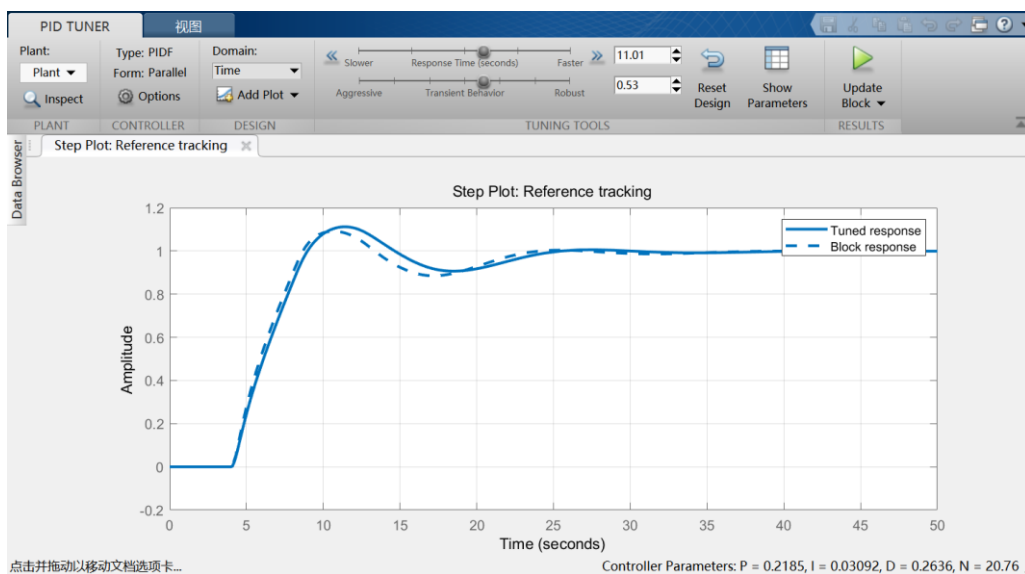 PID TUNER
视图
Plant:
Plant
Inspect
PLANT
Type: PIDF
Form: Parallel
Options
CONTROLLER
Domain:
Time
Add Plot
DESIGN
Slower Response Time (seconds) Faster 11.01
Aggressive Transient Behavior Robust 0.53
Reset
Design
Show
Parameters
TUNING TOOLS
Update
Block
RESULTS
Data Browser
Step Plot: Reference tracking
Step Plot: Reference tracking
Tuned response
Block response
Amplitude
1.2
1
0.8
0.6
0.4
0.2
0
-0.2
0 5 10 15 20 25 30 35 40 45 50
Time (seconds)
点击并拖动以移动文档选项卡...
Controller Parameters: P = 0.2185, I = 0.03092, D = 0.2636, N = 20.76